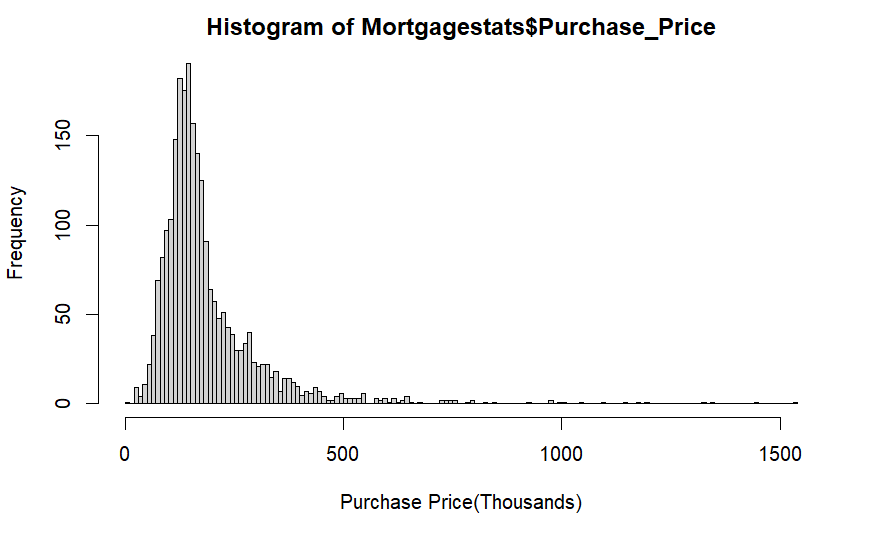 Histogram of Mortgagestats$Purchase_Price
Frequency
150
100
50
0
0 500 1000 1500
Purchase Price(Thousands)